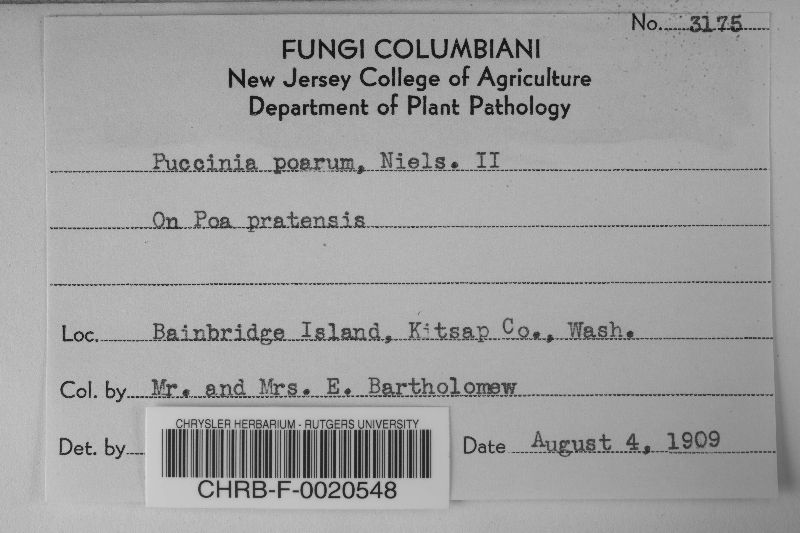 No. 3175
FUNGI COLUMBIANI
New Jersey College of Agriculture
Department of Plant Pathology
Puccinia poarum, Niels. II
On Poa pratensis
Loc. Bainbridge Island, Kitsap Co., Wash.
Col. by Mr. and Mrs. E. Bartholomew
Det. by
Date August 4, 1909
CHRYSLER HERBARIUM - RUTGERS UNIVERSITY
CHRB-F-0020548